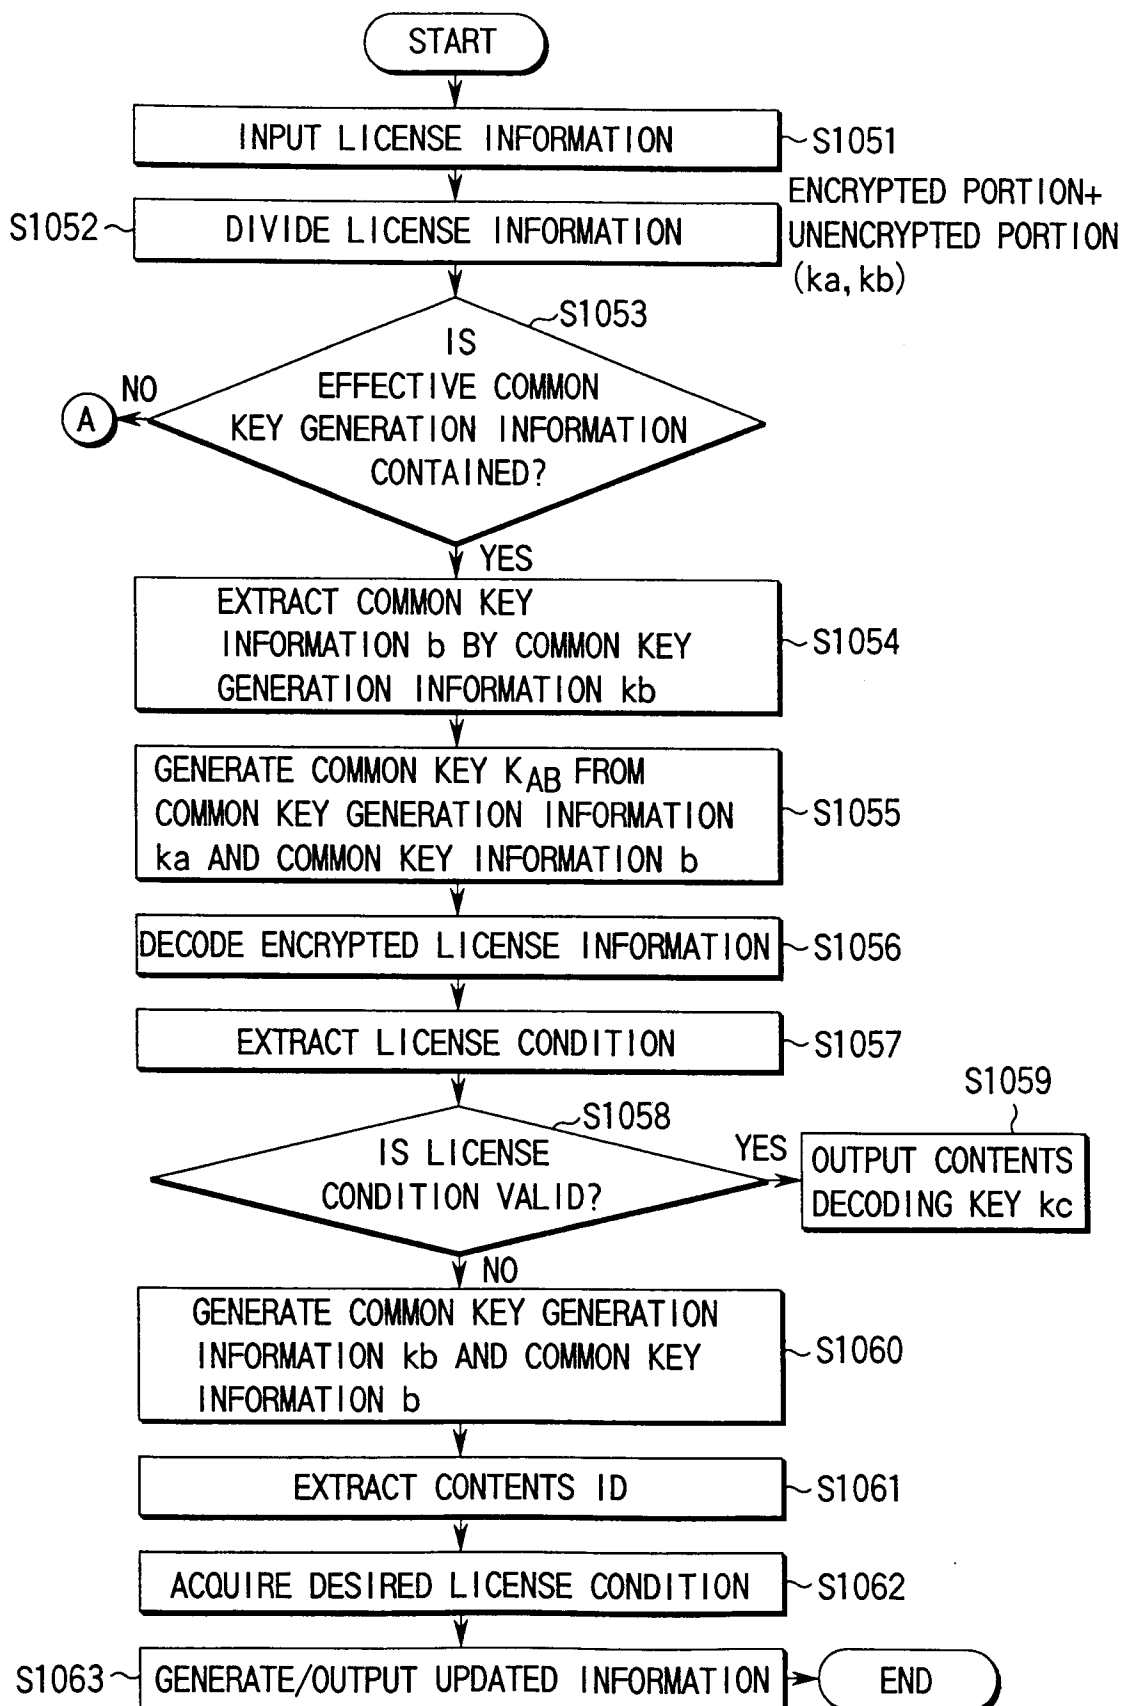 START
INPUT LICENSE INFORMATION
S1051
S1052
DIVIDE LICENSE INFORMATION
ENCRYPTED PORTION+
UNENCRYPTED PORTION
(ka, kb)
S1053
IS
EFFECTIVE COMMON
KEY GENERATION INFORMATION
CONTAINED?
NO
A
YES
EXTRACT COMMON KEY
INFORMATION b BY COMMON KEY
GENERATION INFORMATION kb
S1054
GENERATE COMMON KEY KAB FROM
COMMON KEY GENERATION INFORMATION
ka AND COMMON KEY INFORMATION b
S1055
DECODE ENCRYPTED LICENSE INFORMATION
S1056
EXTRACT LICENSE CONDITION
S1057
S1058
IS LICENSE
CONDITION VALID?
YES
S1059
OUTPUT CONTENTS
DECODING KEY kc
NO
GENERATE COMMON KEY GENERATION
INFORMATION kb AND COMMON KEY
INFORMATION b
S1060
EXTRACT CONTENTS ID
S1061
ACQUIRE DESIRED LICENSE CONDITION
S1062
S1063
GENERATE/OUTPUT UPDATED INFORMATION
END